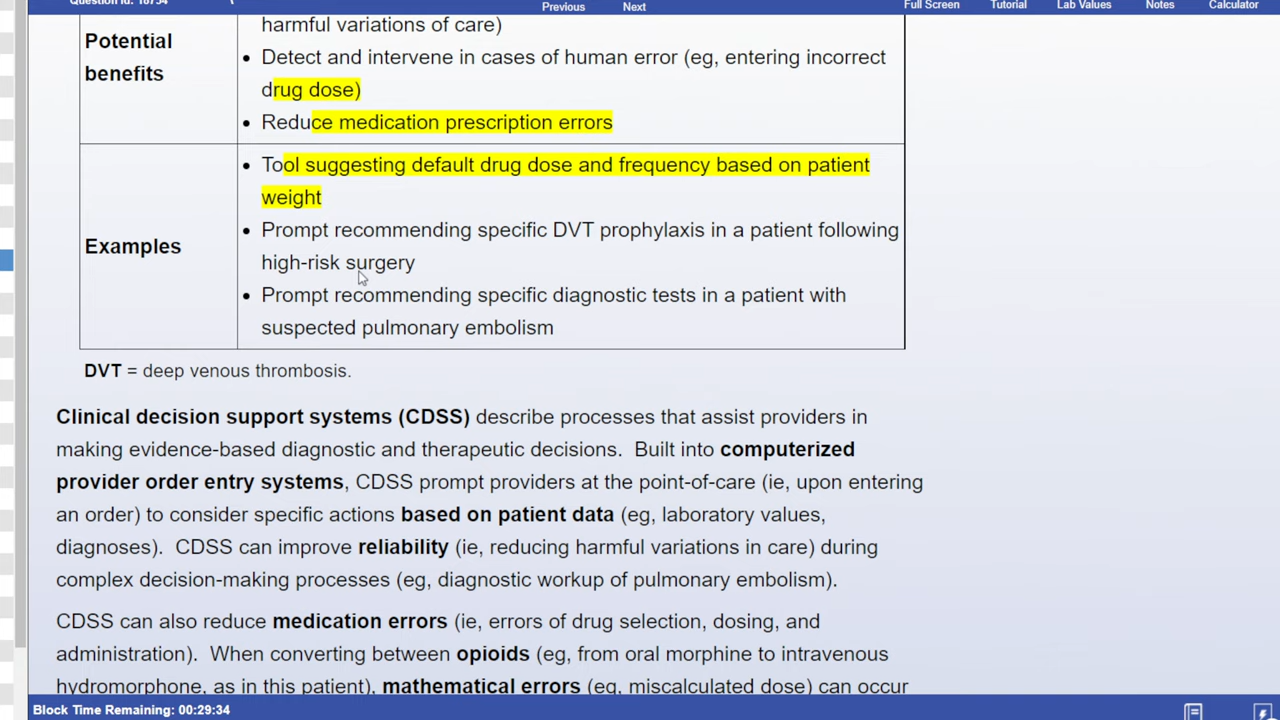 Question Id: 18734
Previous Next Full Screen Tutorial Lab Values Notes Calculator
harmful variations of care)
Potential benefits
• Detect and intervene in cases of human error (eg, entering incorrect
drug dose)
• Reduce medication prescription errors
Examples
• Tool suggesting default drug dose and frequency based on patient
weight
• Prompt recommending specific DVT prophylaxis in a patient following
high-risk surgery
• Prompt recommending specific diagnostic tests in a patient with
suspected pulmonary embolism
DVT = deep venous thrombosis.
Clinical decision support systems (CDSS) describe processes that assist providers in
making evidence-based diagnostic and therapeutic decisions.  Built into computerized
provider order entry systems, CDSS prompt providers at the point-of-care (ie, upon entering
an order) to consider specific actions based on patient data (eg, laboratory values,
diagnoses).  CDSS can improve reliability (ie, reducing harmful variations in care) during
complex decision-making processes (eg, diagnostic workup of pulmonary embolism).
CDSS can also reduce medication errors (ie, errors of drug selection, dosing, and
administration).  When converting between opioids (eg, from oral morphine to intravenous
hydromorphone, as in this patient), mathematical errors (eg, miscalculated dose) can occur
Block Time Remaining: 00:29:34